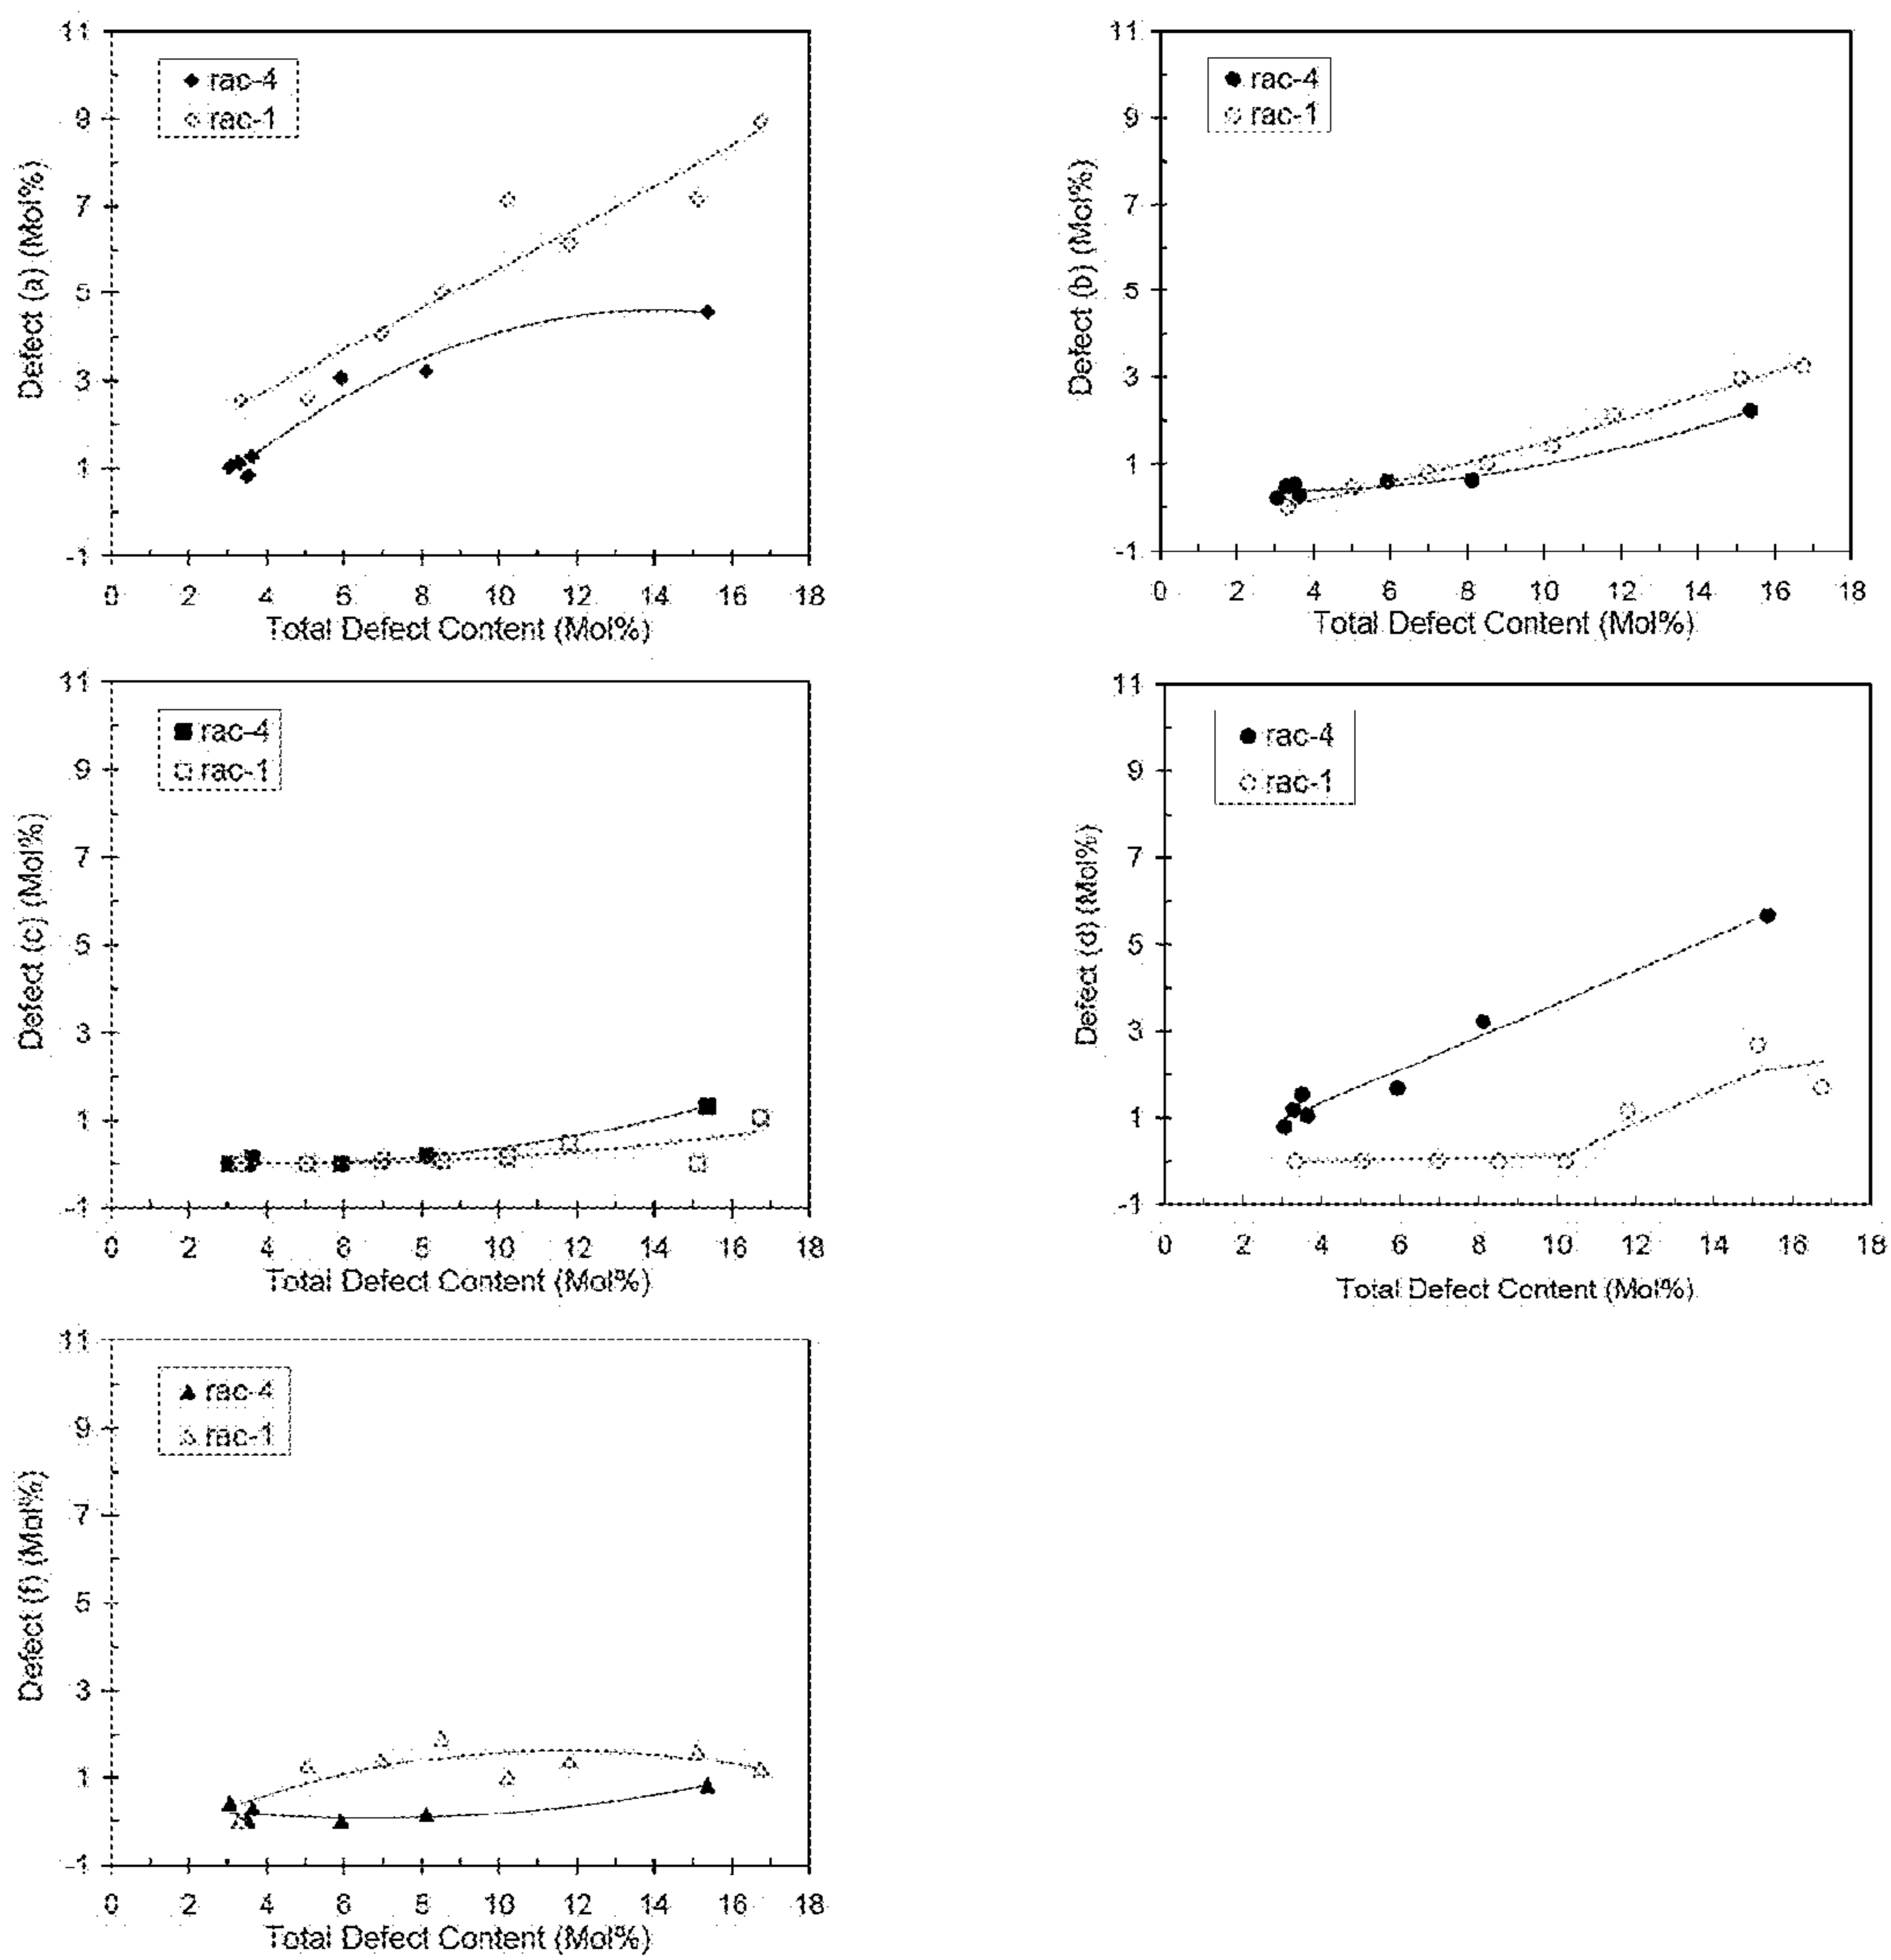 11
9
7
5
3
1
-1
Defect (a) (Mol%)
rac-4
rac-1
0 2 4 6 8 10 12 14 16 18
Total Defect Content (Mol%)
11
9
7
5
3
1
-1
Defect (b) (Mol%)
rac-4
rac-1
0 2 4 6 8 10 12 14 16 18
Total Defect Content (Mol%)
11
9
7
5
3
1
-1
Defect (c) (Mol%)
rac-4
rac-1
0 2 4 6 8 10 12 14 16 18
Total Defect Content (Mol%)
11
9
7
5
3
1
-1
Defect (d) (Mol%)
rac-4
rac-1
0 2 4 6 8 10 12 14 16 18
Total Defect Content (Mol%)
11
9
7
5
3
1
-1
Defect (f) (Mol%)
rac-4
rac-1
0 2 4 6 8 10 12 14 16 18
Total Defect Content (Mol%)